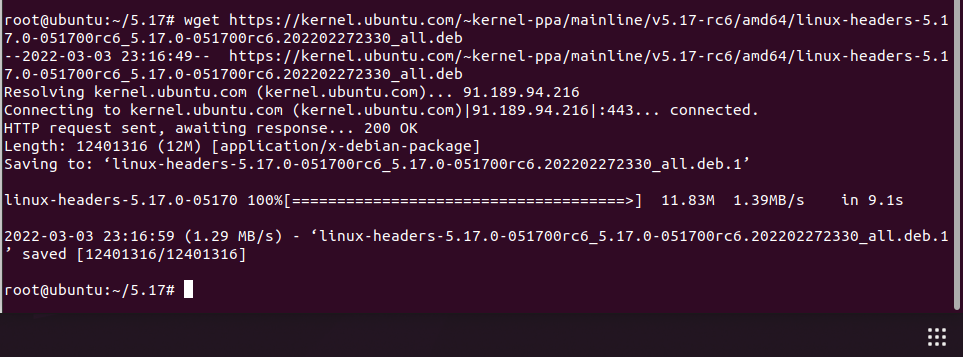 root@ubuntu:~/5.17# wget https://kernel.ubuntu.com/~kernel-ppa/mainline/v5.17-rc6/amd64/linux-headers-5.1
7.0-051700rc6_5.17.0-051700rc6.202202272330_all.deb
--2022-03-03 23:16:49--  https://kernel.ubuntu.com/~kernel-ppa/mainline/v5.17-rc6/amd64/linux-headers-5.1
7.0-051700rc6_5.17.0-051700rc6.202202272330_all.deb
Resolving kernel.ubuntu.com (kernel.ubuntu.com)... 91.189.94.216
Connecting to kernel.ubuntu.com (kernel.ubuntu.com)|91.189.94.216|:443... connected.
HTTP request sent, awaiting response... 200 OK
Length: 12401316 (12M) [application/x-debian-package]
Saving to: ‘linux-headers-5.17.0-051700rc6_5.17.0-051700rc6.202202272330_all.deb.1’
linux-headers-5.17.0-05170 100%[=====================================>]  11.83M  1.39MB/s    in 9.1s
2022-03-03 23:16:59 (1.29 MB/s) - ‘linux-headers-5.17.0-051700rc6_5.17.0-051700rc6.202202272330_all.deb.1
’ saved [12401316/12401316]
root@ubuntu:~/5.17#